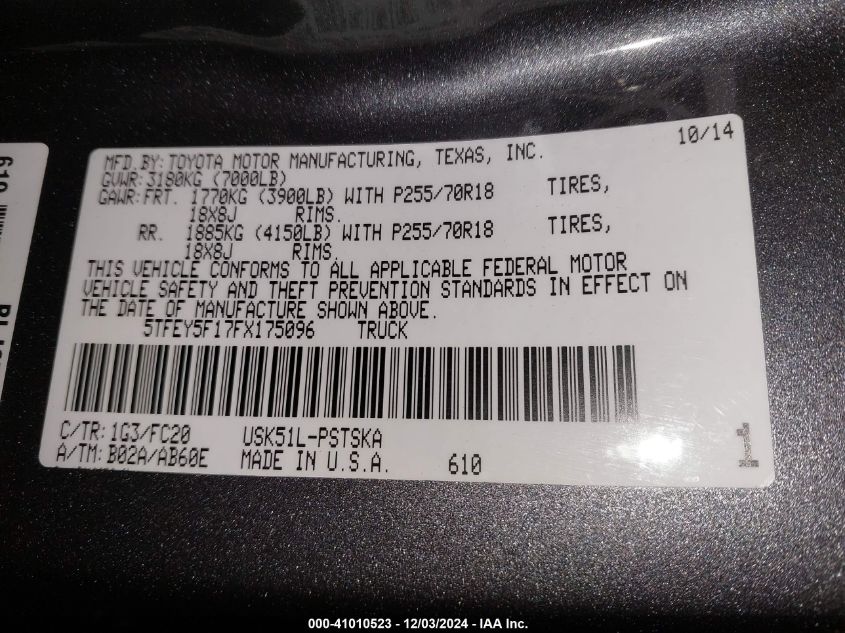 10/14
MFD.BY:TOYOTA MOTOR MANUFACTURING, TEXAS, INC.
GVWR:3180KG (7000LB)
GAWR:FRT. 1770KG (3900LB) WITH P255/70R18 TIRES,
18X8J RIMS.
RR. 1885KG (4150LB) WITH P255/70R18 TIRES,
18X8J RIMS.
THIS VEHICLE CONFORMS TO ALL APPLICABLE FEDERAL MOTOR
VEHICLE SAFETY AND THEFT PREVENTION STANDARDS IN EFFECT ON
THE DATE OF MANUFACTURE SHOWN ABOVE.
5TFEY5F17FX175096 TRUCK
C/TR:1G3/FC20 USK51L-PSTSKA
A/TM:B02A/AB60E MADE IN U.S.A. 610
1
000-41010523 - 12/03/2024 - IAA Inc.